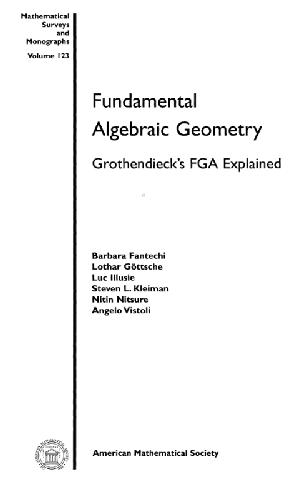 Mathematical
Surveys
and
Monographs
Volume 123
Fundamental
Algebraic Geometry
Grothendieck's FGA Explained
Barbara Fantechi
Lothar Göttsche
Luc Illusie
Steven L. Kleiman
Nitin Nitsure
Angelo Vistoli
American Mathematical Society